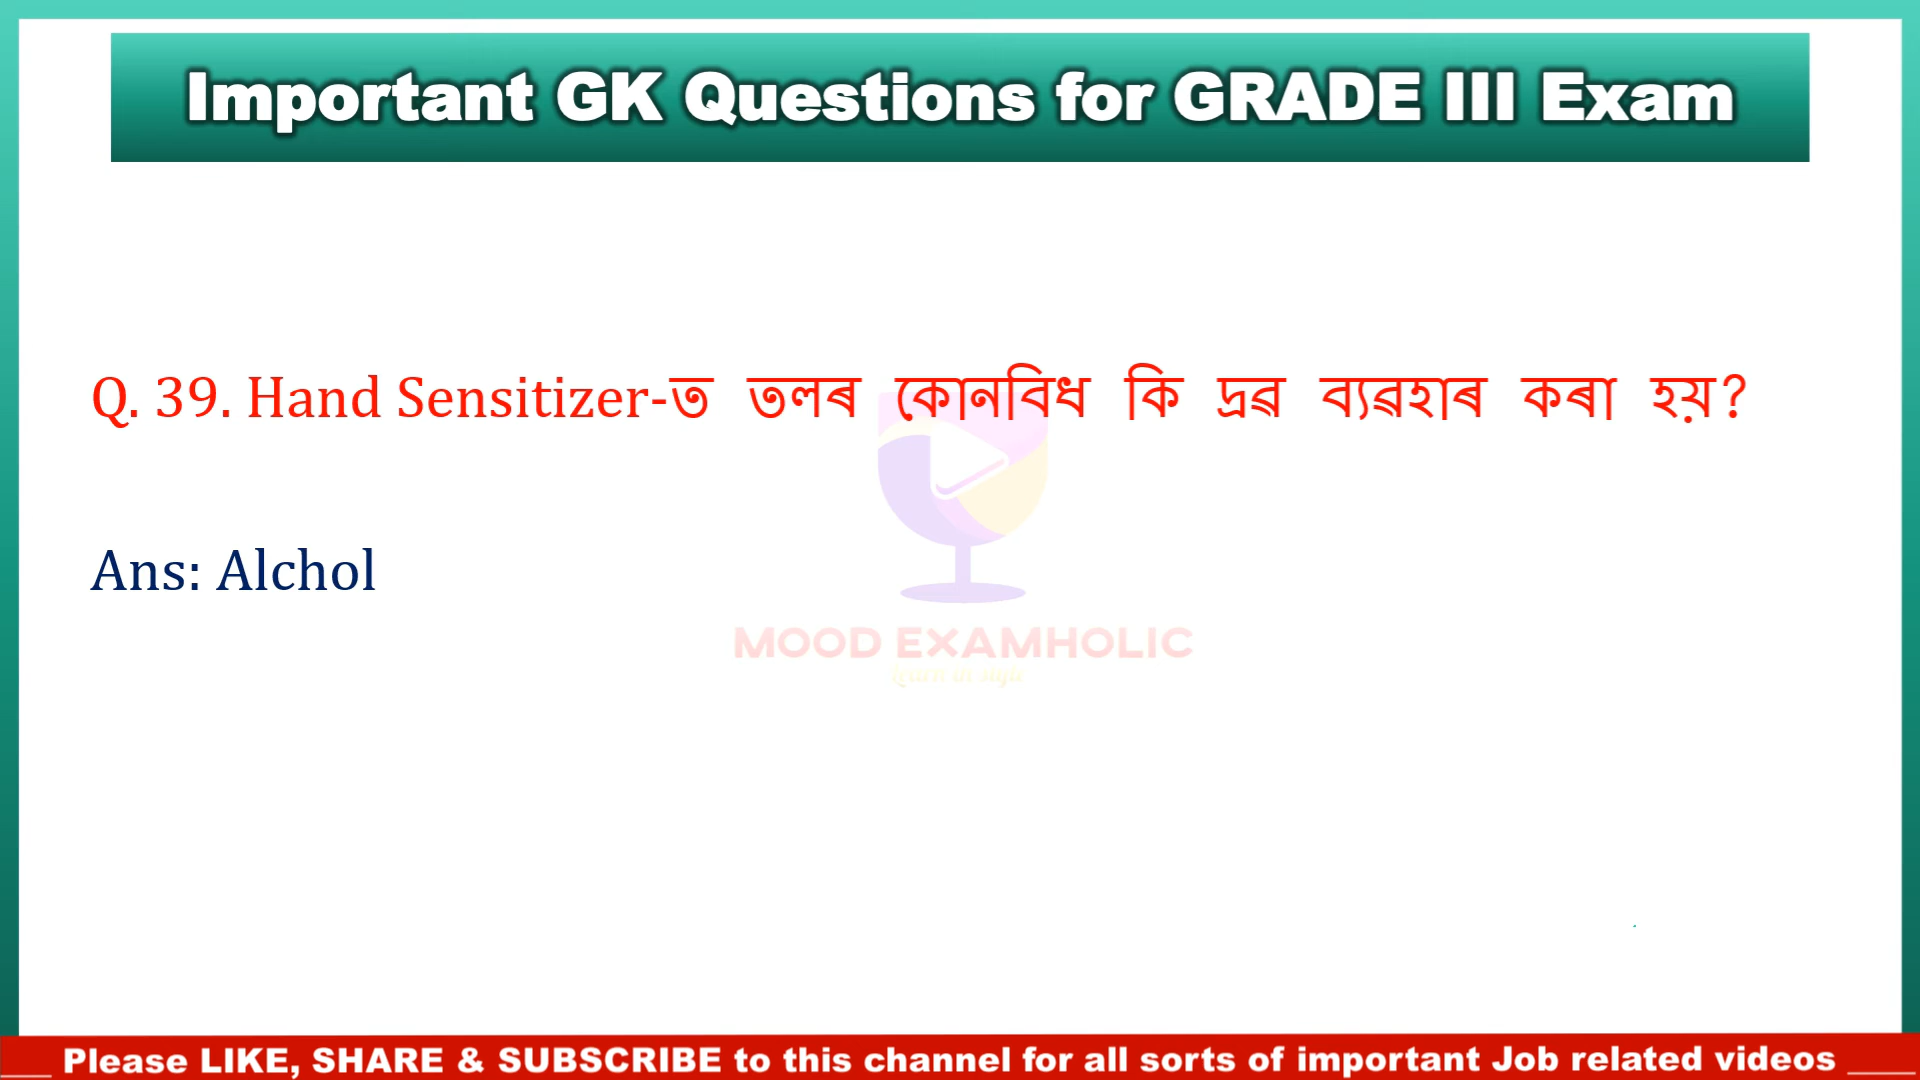 Important GK Questions for GRADE III Exam
Q. 39. Hand Sensitizer-ত তলৰ কোনবিধ কি দ্ৰৱ ব্যৱহাৰ কৰা হয়?
Ans: Alchol
MOOD EXAMHOLIC
Please LIKE, SHARE & SUBSCRIBE to this channel for all sorts of important Job related videos